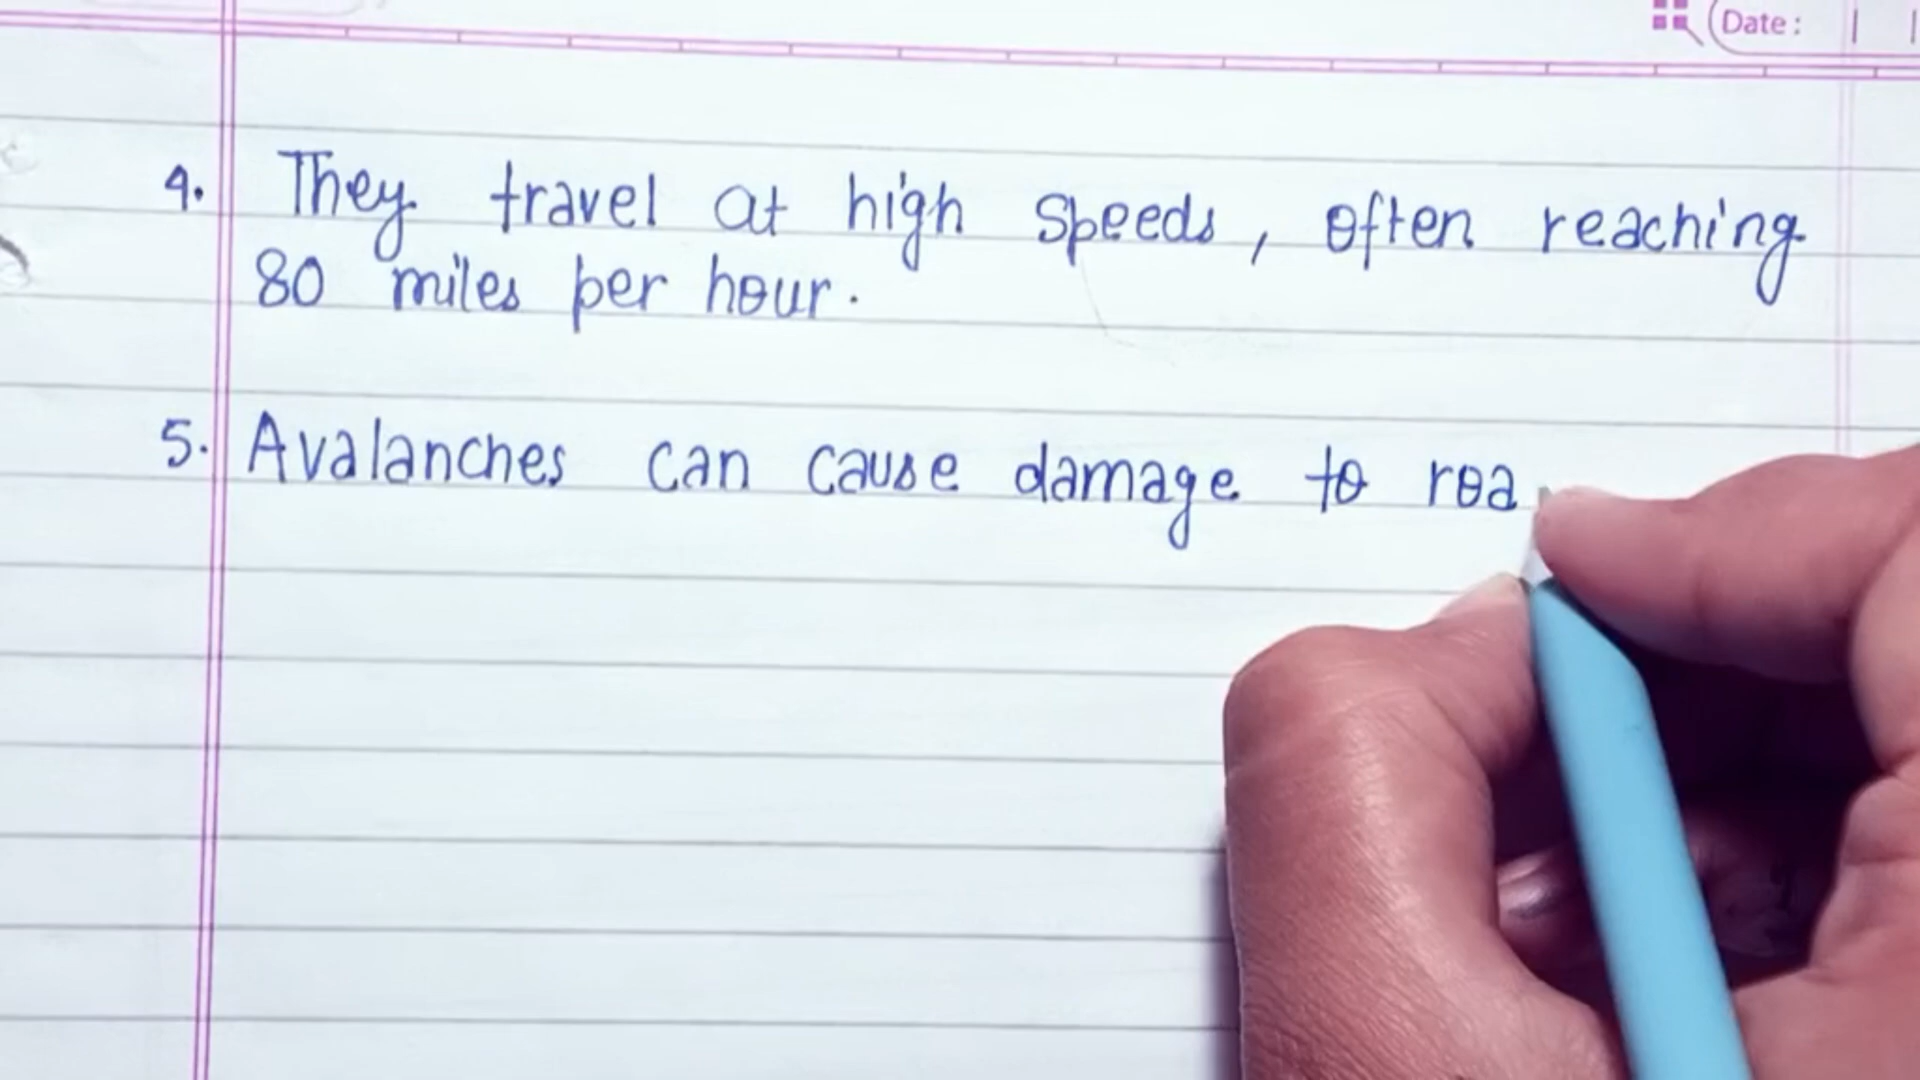 Date :
4. They travel at high speeds, often reaching
80 miles per hour.
5. Avalanches can cause damage to roa